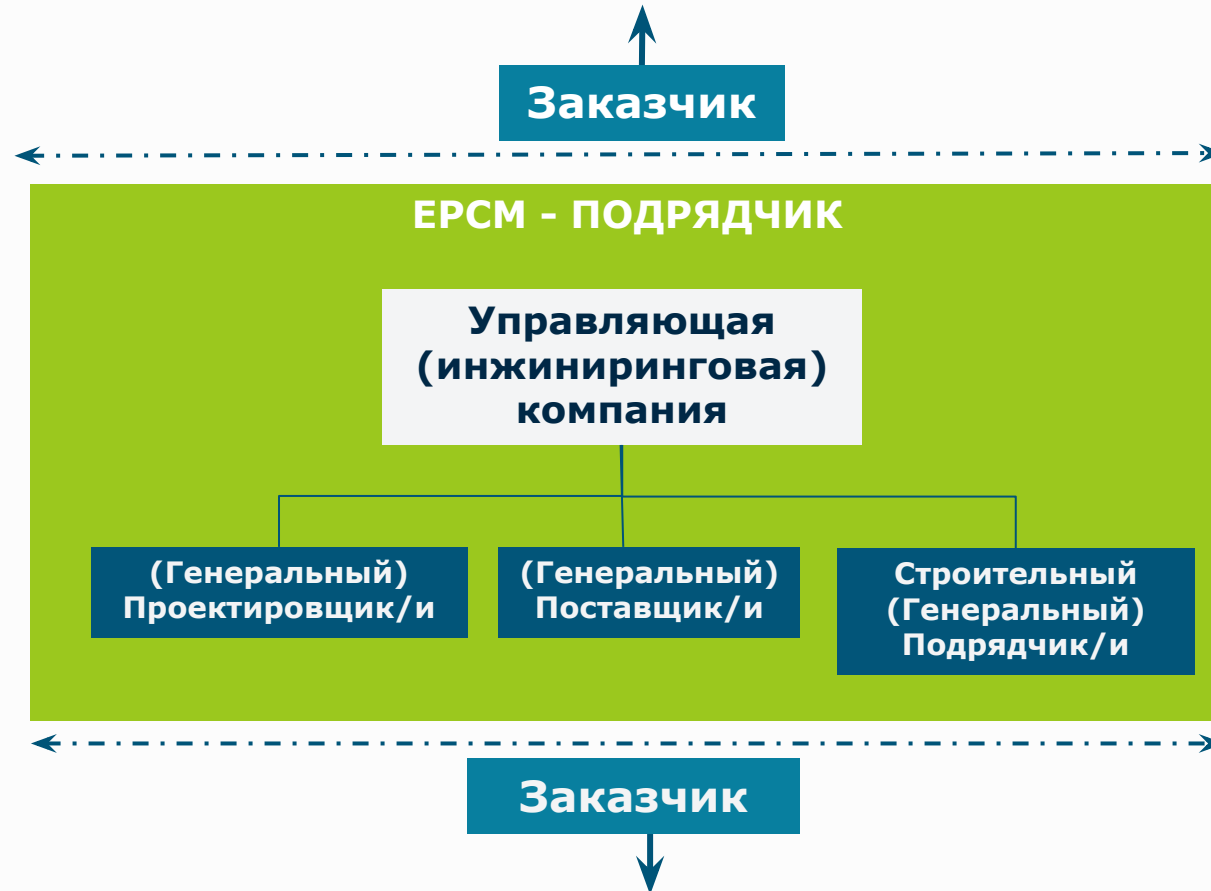 Заказчик
EPCM - ПОДРЯДЧИК
Управляющая
(инжиниринговая)
компания
(Генеральный)
Проектировщик/и
(Генеральный)
Поставщик/и
Строительный
(Генеральный)
Подрядчик/и
Заказчик